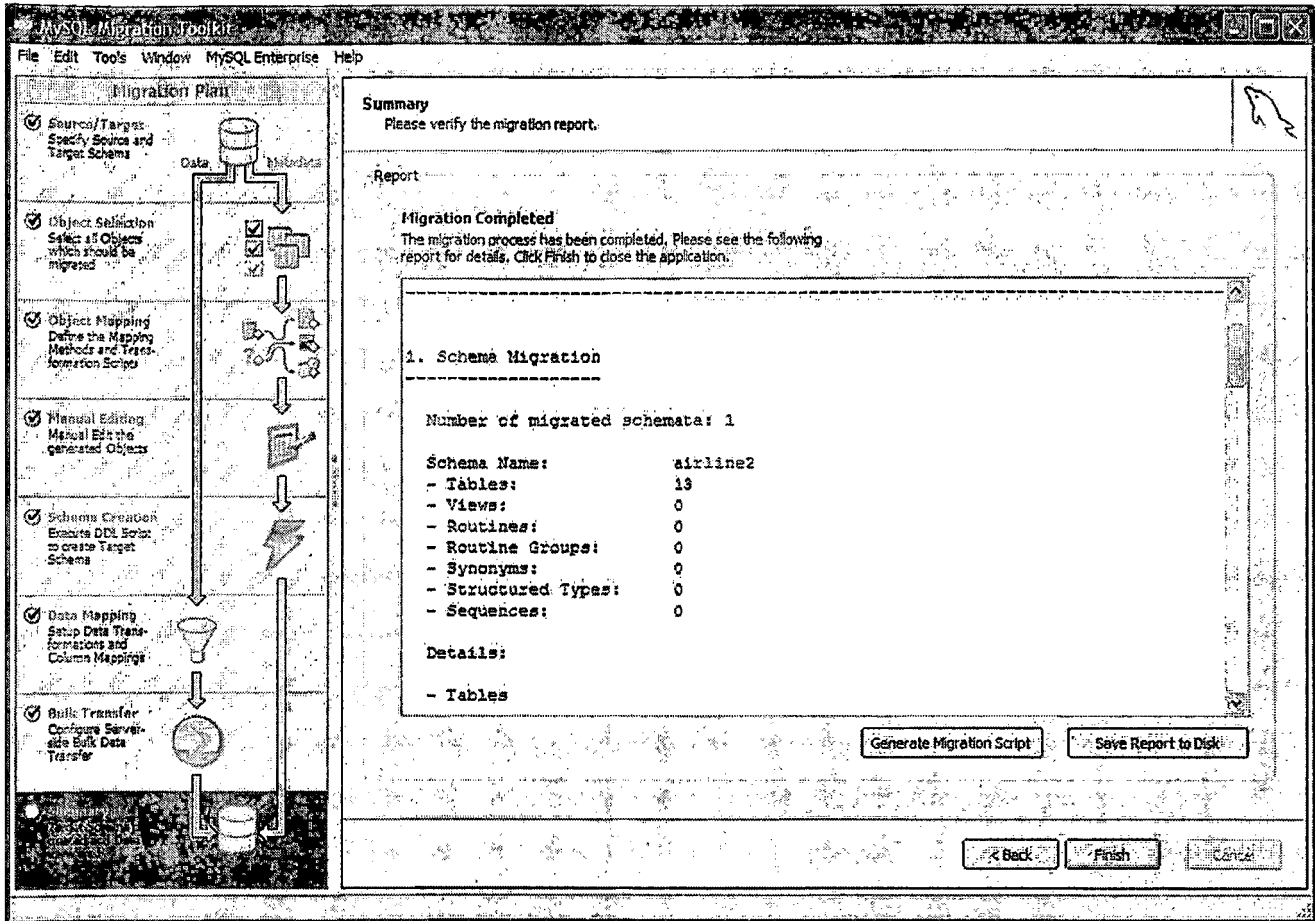 MySQL Migration Toolkit
File Edit Tools Window MySQL Enterprise Help
Migration Plan
Source/Target
Specify Source and
Target Schema
Data
Metadata
Object Selection
Select all Objects
which should be
migrated
Object Mapping
Define the Mapping
Methods and Trans-
formation Scripts
Manual Editing
Manual Edit the
generated Objects
Schema Creation
Execute DDL Script
to create Target
Schema
Data Mapping
Setup Data Trans-
formations and
Column Mappings
Bulk Transfer
Configure Server-
side Bulk Data
Transfer
Summary
Please verify the migration report.
Report
Migration Completed
The migration process has been completed. Please see the following
report for details. Click Finish to close the application.
1. Schema Migration
Number of migrated schemata: 1
Schema Name: airline2
- Tables: 13
- Views: 0
- Routines: 0
- Routine Groups: 0
- Synonyms: 0
- Structured Types: 0
- Sequences: 0
Details:
- Tables
Generate Migration Script
Save Report to Disk
< Back
Finish
Cancel